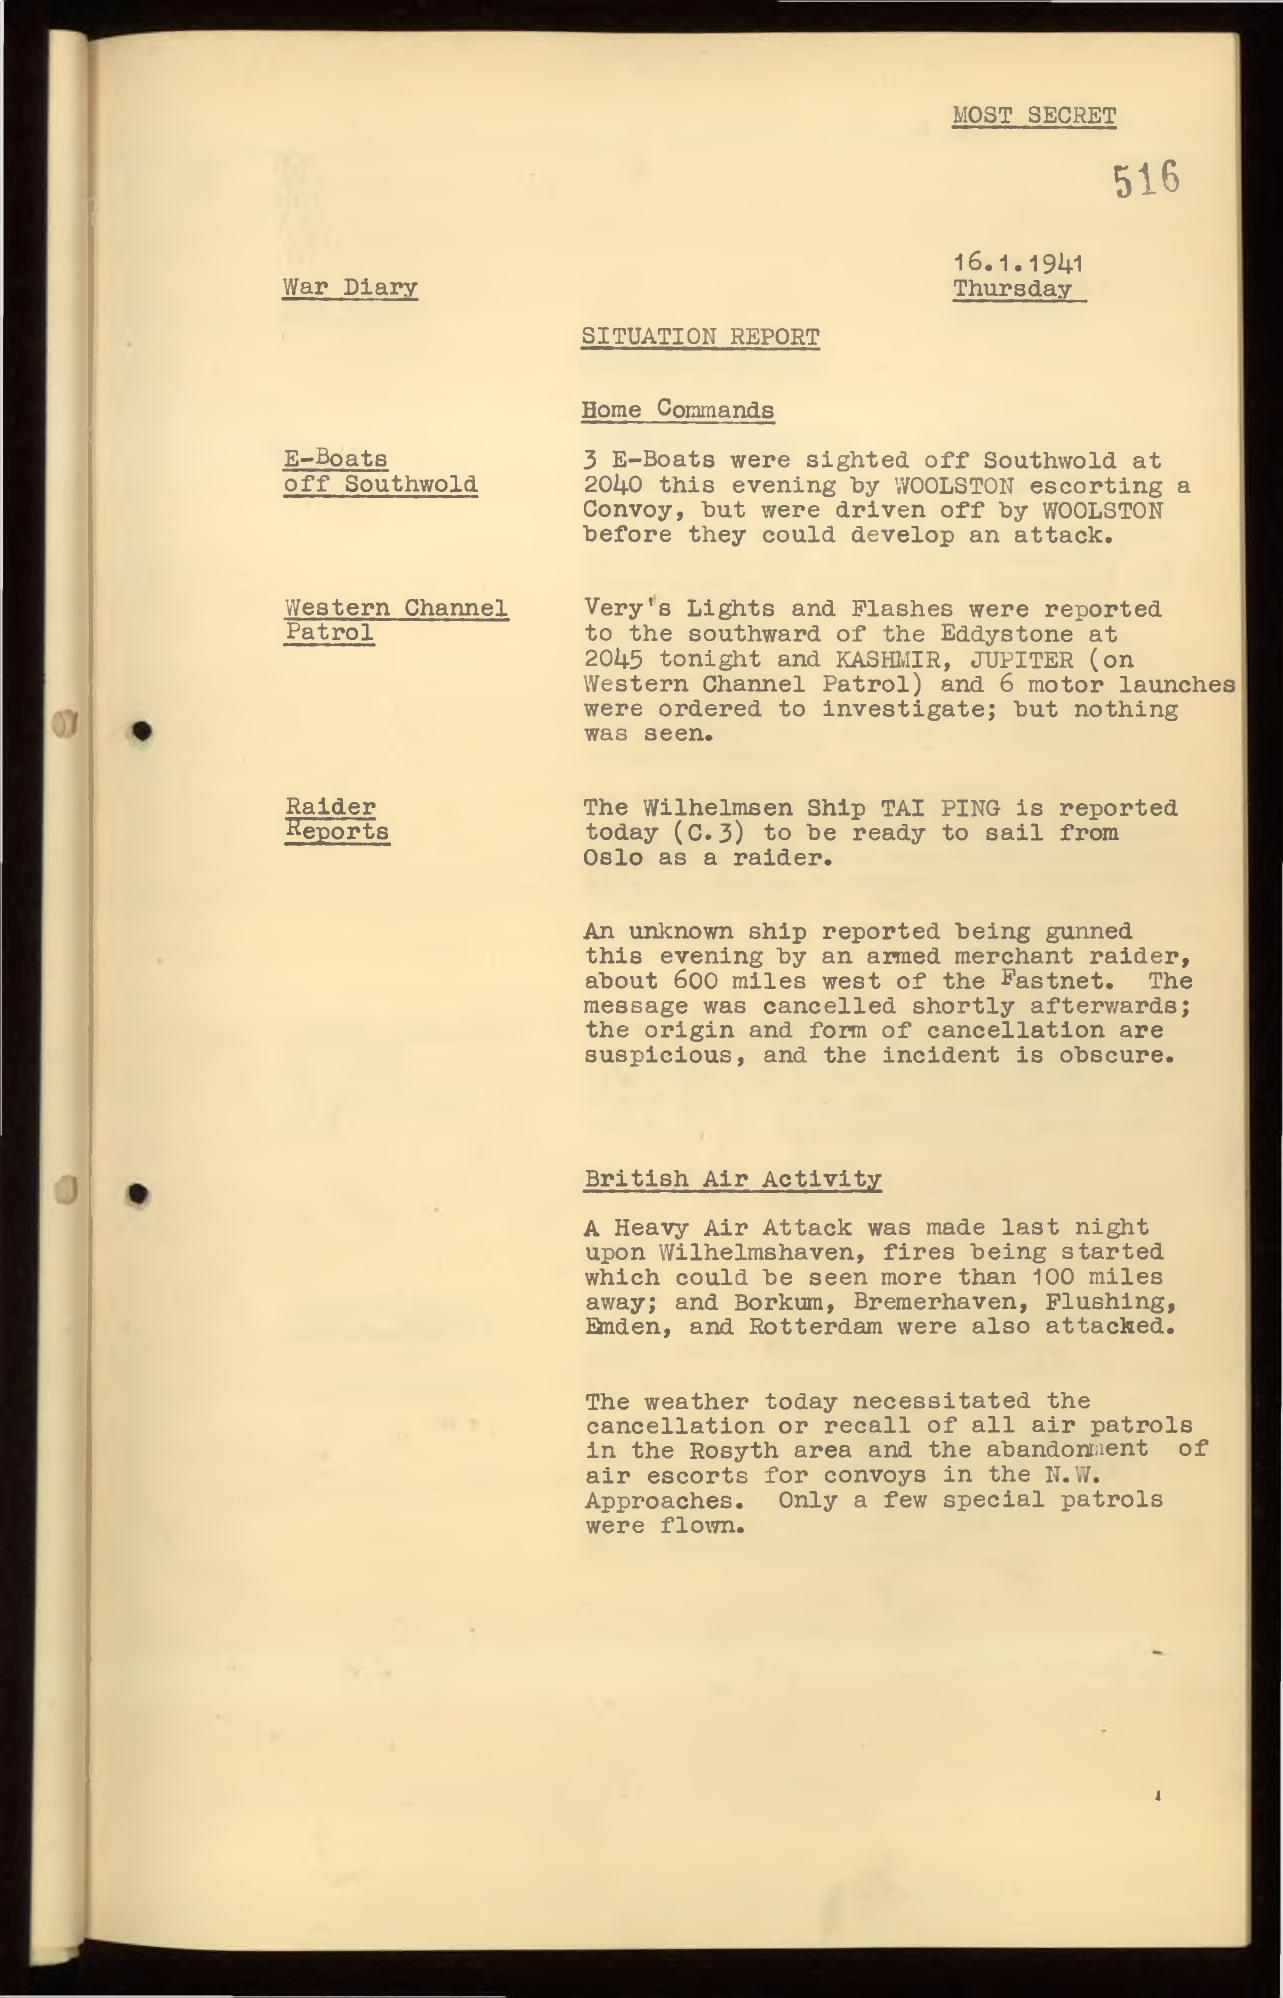 MOST SECRET
516
16.1.1941
War Diary
Thursday
SITUATION REPORT
Home Commands
E-Boats
off Southwold
3 E-Boats were sighted off Southwold at
2040 this evening by WOOLSTON escorting a
Convoy, but were driven off by WOOLSTON
before they could develop an attack.
Western Channel
Patrol
Very's Lights and Flashes were reported
to the southward of the Eddystone at
2045 tonight and KASHMIR, JUPITER (on
Western Channel Patrol) and 6 motor launches
were ordered to investigate; but nothing
was seen.
Raider
Reports
The Wilhelmsen Ship TAI PING is reported
today (C.3) to be ready to sail from
Oslo as a raider.
An unknown ship reported being gunned
this evening by an armed merchant raider,
about 600 miles west of the Fastnet. The
message was cancelled shortly afterwards;
the origin and form of cancellation are
suspicious, and the incident is obscure.
British Air Activity
A Heavy Air Attack was made last night
upon Wilhelmshaven, fires being started
which could be seen more than 100 miles
away; and Borkum, Bremerhaven, Flushing,
Emden, and Rotterdam were also attacked.
The weather today necessitated the
cancellation or recall of all air patrols
in the Rosyth area and the abandonment of
air escorts for convoys in the N.W.
Approaches. Only a few special patrols
were flown.